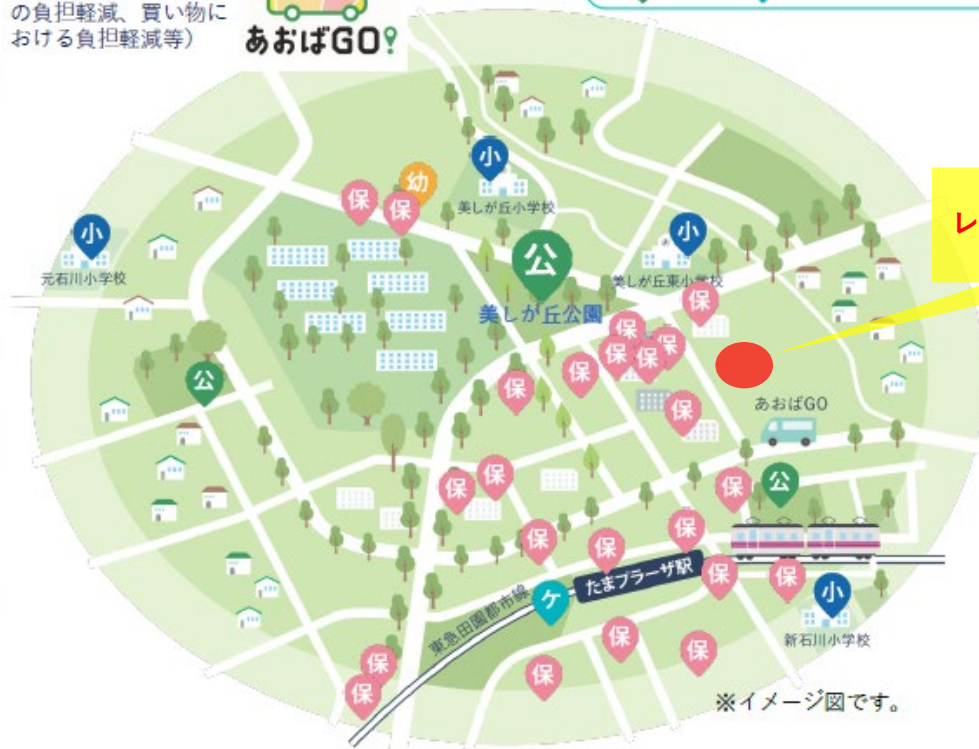 の負担軽減、買い物に
おける負担軽減等）
あおばGO!
レ
小
美しが丘小学校
幼
保
保
小
元石川小学校
小
美しが丘東小学校
公
美しが丘公園
保
保
保
保
保
保
保
公
保
あおばGO
保
保
保
公
保
保
保
たまプラーザ駅
保
保
ケ
東急田園都市線
小
新石川小学校
保
保
保
保
保
※イメージ図です。